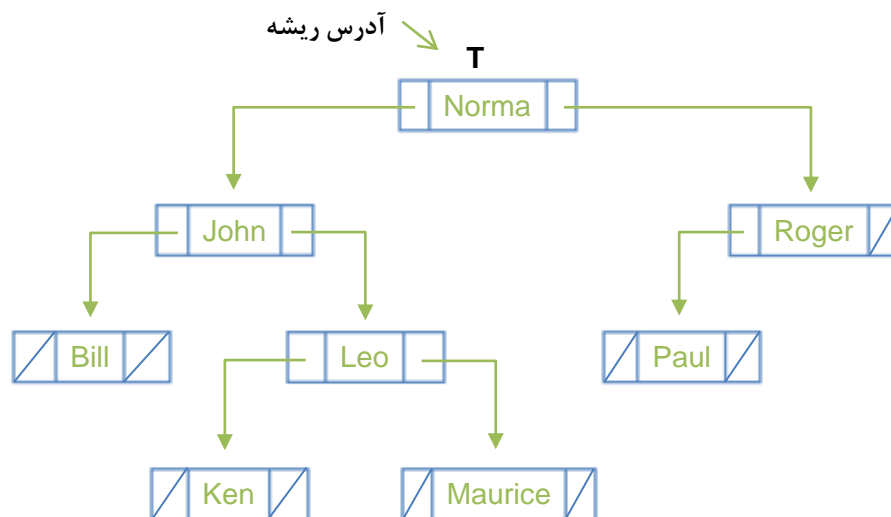 آدرس ریشه
T
Norma
John
Roger
Bill
Leo
Paul
Ken
Maurice